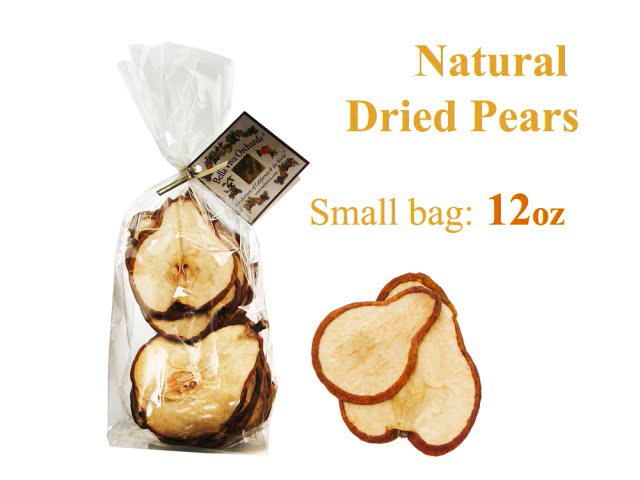 Natural
Dried Pears
Small bag: 12oz
Bella Viva Orchards